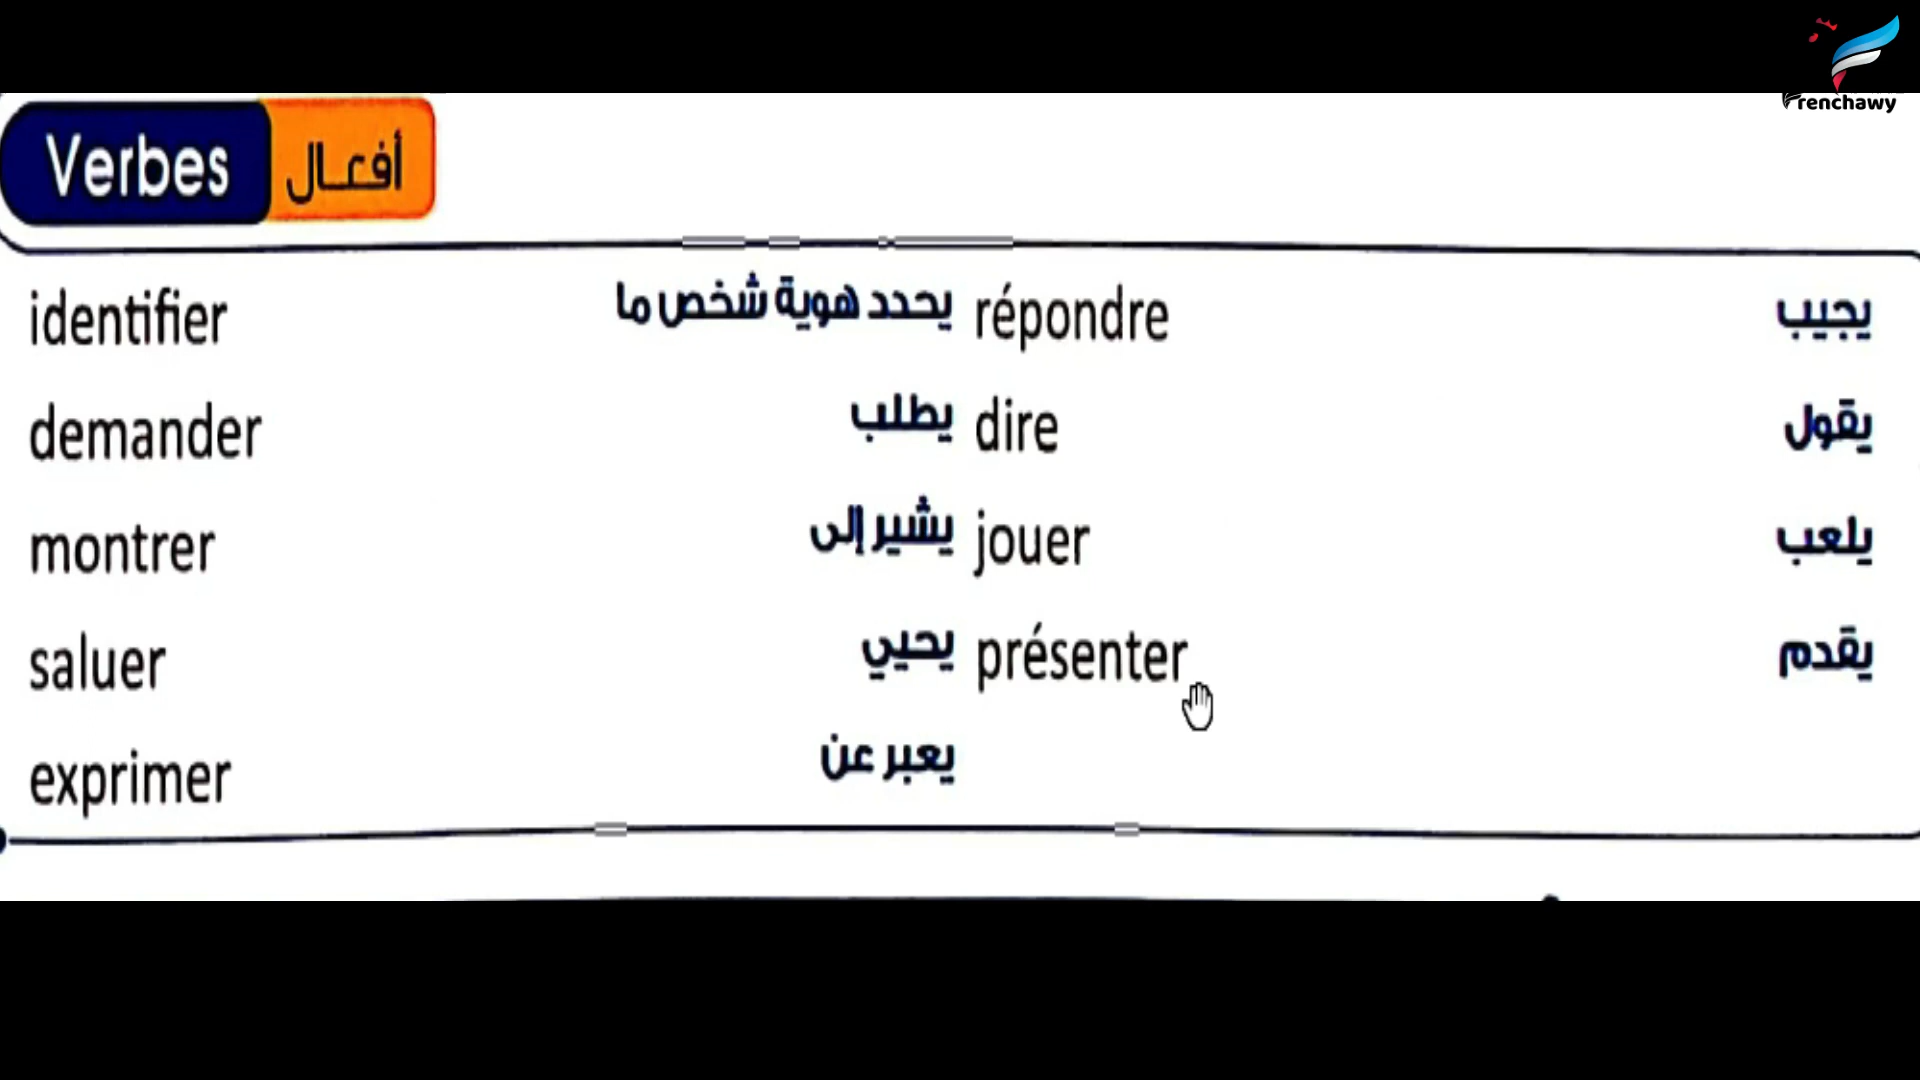 Frenchawy
Verbes أفعال
identifier يحدد هوية شخص ما répondre يجيب
demander يطلب dire يقول
montrer يشير إلى jouer يلعب
saluer يحيي présenter يقدم
exprimer يعبر عن